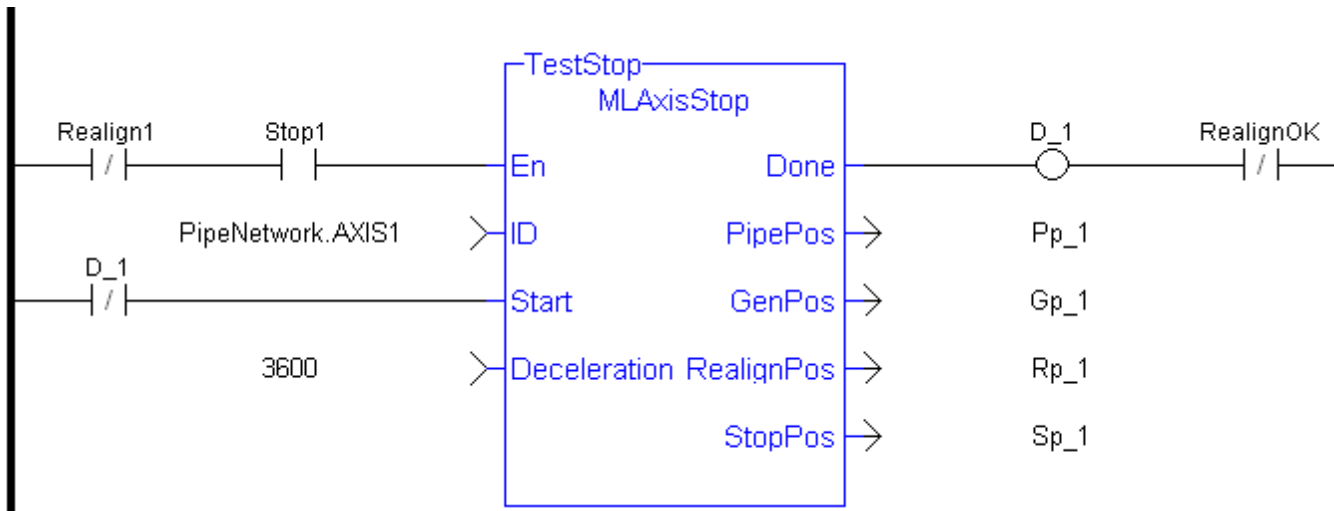 TestStop
MLAxisStop
Realign1 Stop1 D_1 RealignOK
/ En Done /
PipeNetwork.AXIS1 ID PipePos Pp_1
D_1
/ Start GenPos Gp_1
3600 Deceleration RealignPos Rp_1
StopPos Sp_1